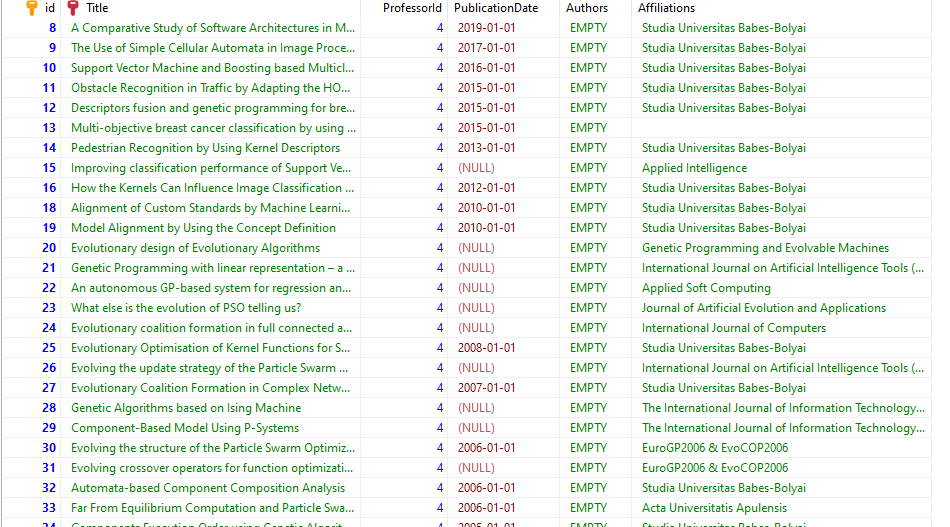 id Title ProfessorId PublicationDate Authors Affiliations
8 A Comparative Study of Software Architectures in M... 4 2019-01-01 EMPTY Studia Universitas Babes-Bolyai
9 The Use of Simple Cellular Automata in Image Proce... 4 2017-01-01 EMPTY Studia Universitas Babes-Bolyai
10 Support Vector Machine and Boosting based Multicl... 4 2016-01-01 EMPTY Studia Universitas Babes-Bolyai
11 Obstacle Recognition in Traffic by Adapting the HO... 4 2015-01-01 EMPTY Studia Universitas Babes-Bolyai
12 Descriptors fusion and genetic programming for bre... 4 2015-01-01 EMPTY Studia Universitas Babes-Bolyai
13 Multi-objective breast cancer classification by using ... 4 2015-01-01 EMPTY
14 Pedestrian Recognition by Using Kernel Descriptors 4 2013-01-01 EMPTY Studia Universitas Babes-Bolyai
15 Improving classification performance of Support Ve... 4 (NULL) EMPTY Applied Intelligence
16 How the Kernels Can Influence Image Classification ... 4 2012-01-01 EMPTY Studia Universitas Babes-Bolyai
18 Alignment of Custom Standards by Machine Learni... 4 2010-01-01 EMPTY Studia Universitas Babes-Bolyai
19 Model Alignment by Using the Concept Definition 4 2010-01-01 EMPTY Studia Universitas Babes-Bolyai
20 Evolutionary design of Evolutionary Algorithms 4 (NULL) EMPTY Genetic Programming and Evolvable Machines
21 Genetic Programming with linear representation – a ... 4 (NULL) EMPTY International Journal on Artificial Intelligence Tools (...
22 An autonomous GP-based system for regression an... 4 (NULL) EMPTY Applied Soft Computing
23 What else is the evolution of PSO telling us? 4 (NULL) EMPTY Journal of Artificial Evolution and Applications
24 Evolutionary coalition formation in full connected a... 4 (NULL) EMPTY International Journal of Computers
25 Evolutionary Optimisation of Kernel Functions for S... 4 2008-01-01 EMPTY Studia Universitas Babes-Bolyai
26 Evolving the update strategy of the Particle Swarm ... 4 (NULL) EMPTY International Journal on Artificial Intelligence Tools (...
27 Evolutionary Coalition Formation in Complex Netw... 4 2007-01-01 EMPTY Studia Universitas Babes-Bolyai
28 Genetic Algorithms based on Ising Machine 4 (NULL) EMPTY The International Journal of Information Technology...
29 Component-Based Model Using P-Systems 4 (NULL) EMPTY The International Journal of Information Technology...
30 Evolving the structure of the Particle Swarm Optimiz... 4 2006-01-01 EMPTY EuroGP2006 & EvoCOP2006
31 Evolving crossover operators for function optimizati... 4 (NULL) EMPTY EuroGP2006 & EvoCOP2006
32 Automata-based Component Composition Analysis 4 2006-01-01 EMPTY Studia Universitas Babes-Bolyai
33 Far From Equilibrium Computation and Particle Swa... 4 2006-01-01 EMPTY Acta Universitatis Apulensis
34 Components Execution Order using Genetic Algorit... 4 2005-01-01 EMPTY Studia Universitas Babes-Bolyai